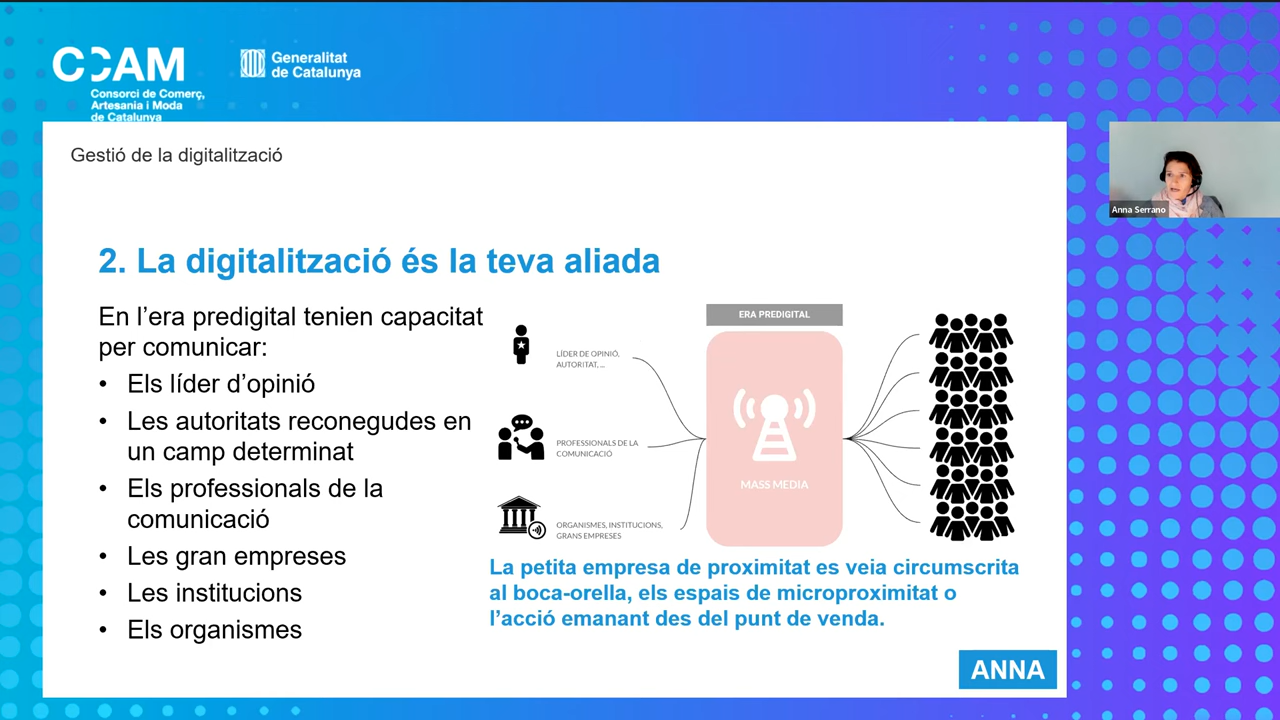 CCAM
Consorci de Comerç,
Artesania i Moda
de Catalunya
Generalitat
de Catalunya
Gestió de la digitalització
Anna Serrano
2. La digitalització és la teva aliada
En l’era predigital tenien capacitat
per comunicar:
• Els líder d’opinió
• Les autoritats reconegudes en
un camp determinat
• Els professionals de la
comunicació
• Les gran empreses
• Les institucions
• Els organismes
ERA PREDIGITAL
LÍDER DE OPINIÓ,
AUTORITAT, ...
PROFESSIONALS DE LA
COMUNICACIÓ
ORGANISMES, INSTITUCIONS,
GRANS EMPRESES
MASS MEDIA
La petita empresa de proximitat es veia circumscrita
al boca-orella, els espais de microproximitat o
l’acció emanant des del punt de venda.
ANNA